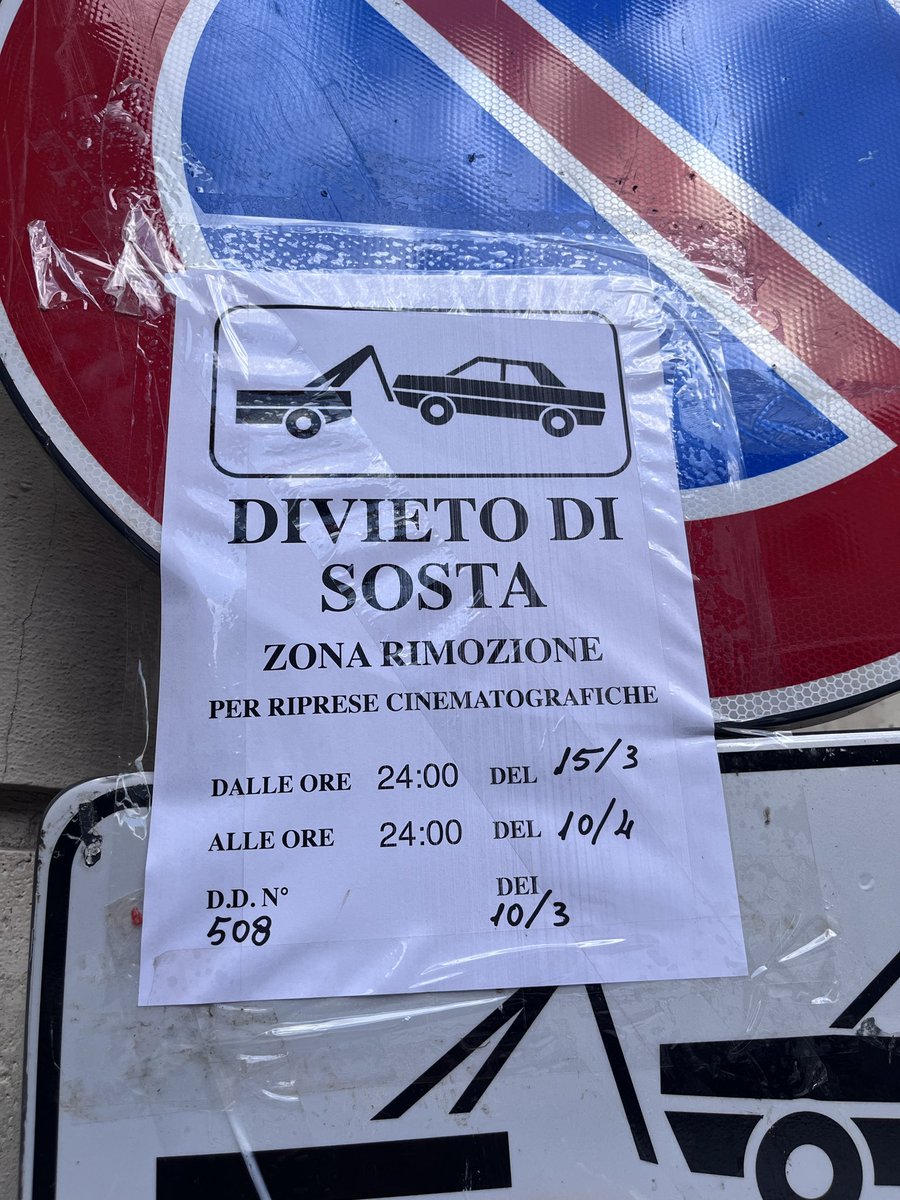 DIVIETO DI
SOSTA
ZONA RIMOZIONE
PER RIPRESE CINEMATOGRAFICHE
DALLE ORE 24:00 DEL 15/3
ALLE ORE 24:00 DEL 10/4
D.D. N° DEL
508 10/3